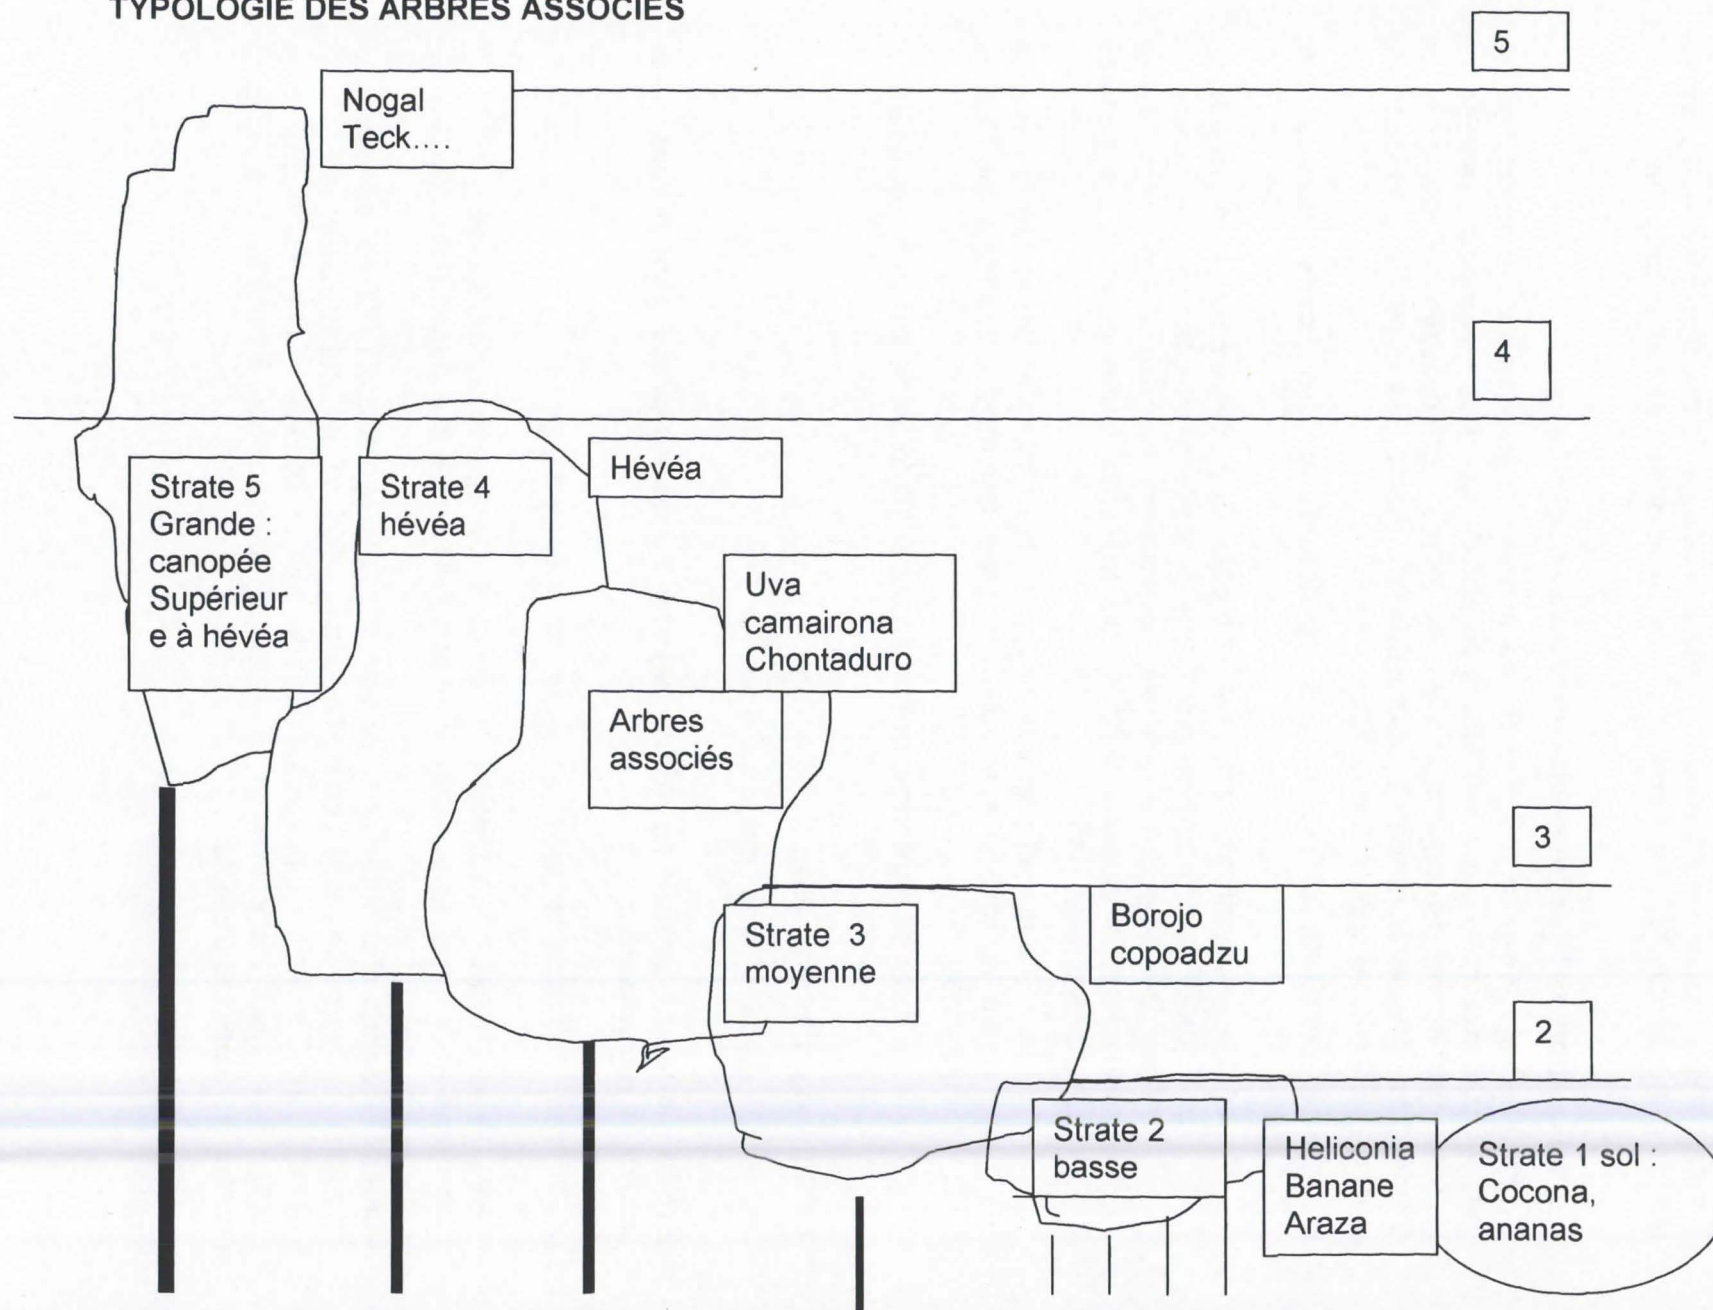 TYPOLOGIE DES ARBRES ASSOCIES
5
Nogal
Teck....
4
Hévéa
Strate 5
Grande :
canopée
Supérieur
e à hévéa
Strate 4
hévéa
Uva
camairona
Chontaduro
Arbres
associés
3
Strate 3
moyenne
Borojo
copoadzu
2
Strate 2
basse
Heliconia
Banane
Araza
Strate 1 sol :
Cocona,
ananas